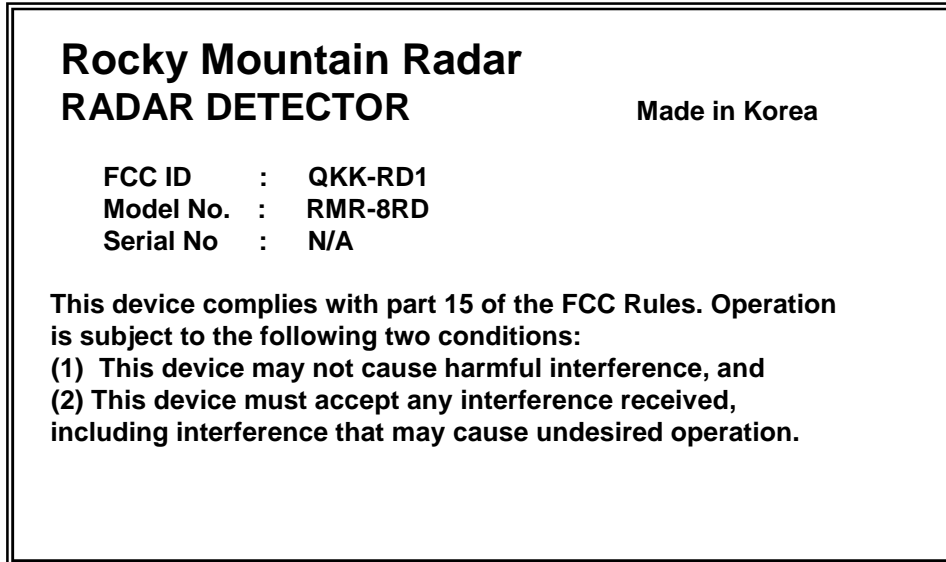 Rocky Mountain Radar
RADAR DETECTOR Made in Korea
FCC ID : QKK-RD1
Model No. : RMR-8RD
Serial No : N/A
This device complies with part 15 of the FCC Rules. Operation
is subject to the following two conditions:
(1) This device may not cause harmful interference, and
(2) This device must accept any interference received,
including interference that may cause undesired operation.